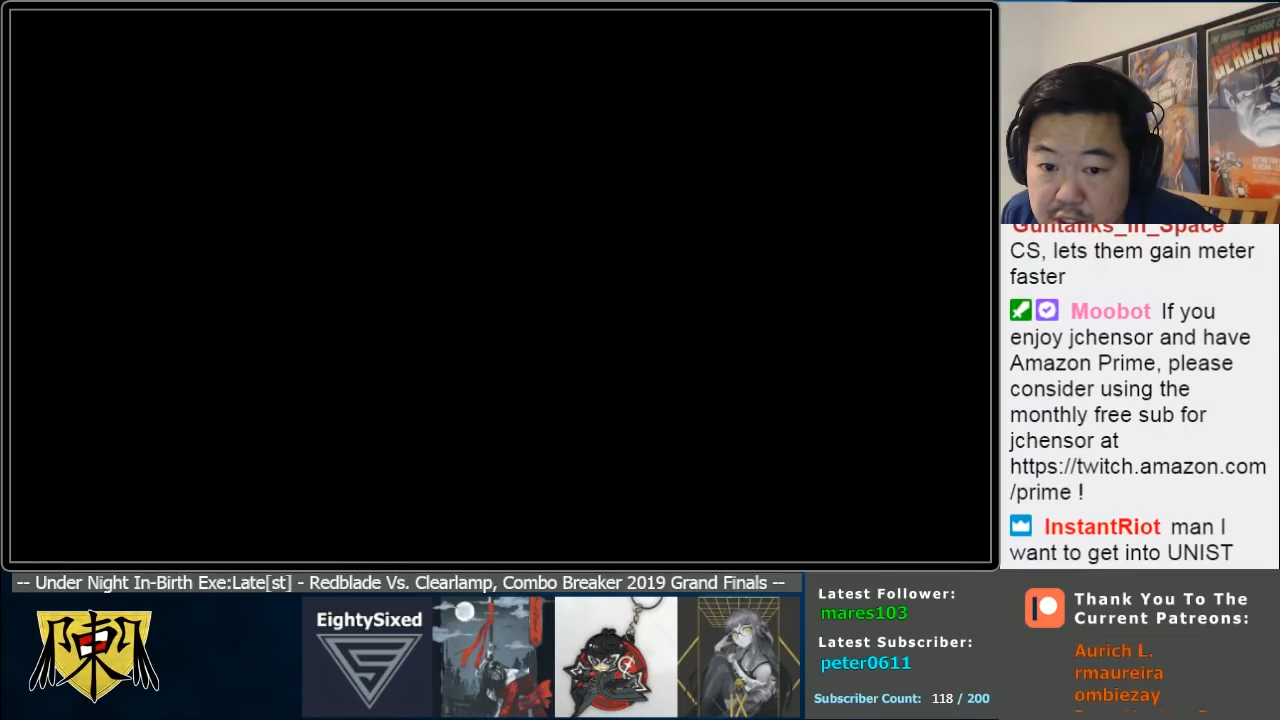 Guntanks_In_Space
CS, lets them gain meter
faster
Moobot If you
enjoy jchensor and have
Amazon Prime, please
consider using the
monthly free sub for
jchensor at
https://twitch.amazon.com
/prime !
InstantRiot man I
want to get into UNIST
-- Under Night In-Birth Exe:Late[st] - Redblade Vs. Clearlamp, Combo Breaker 2019 Grand Finals --
EightySixed
Latest Follower:
mares103
Latest Subscriber:
peter0611
Subscriber Count: 118 / 200
Thank You To The
Current Patreons:
Aurich L.
rmaureira
ombiezay